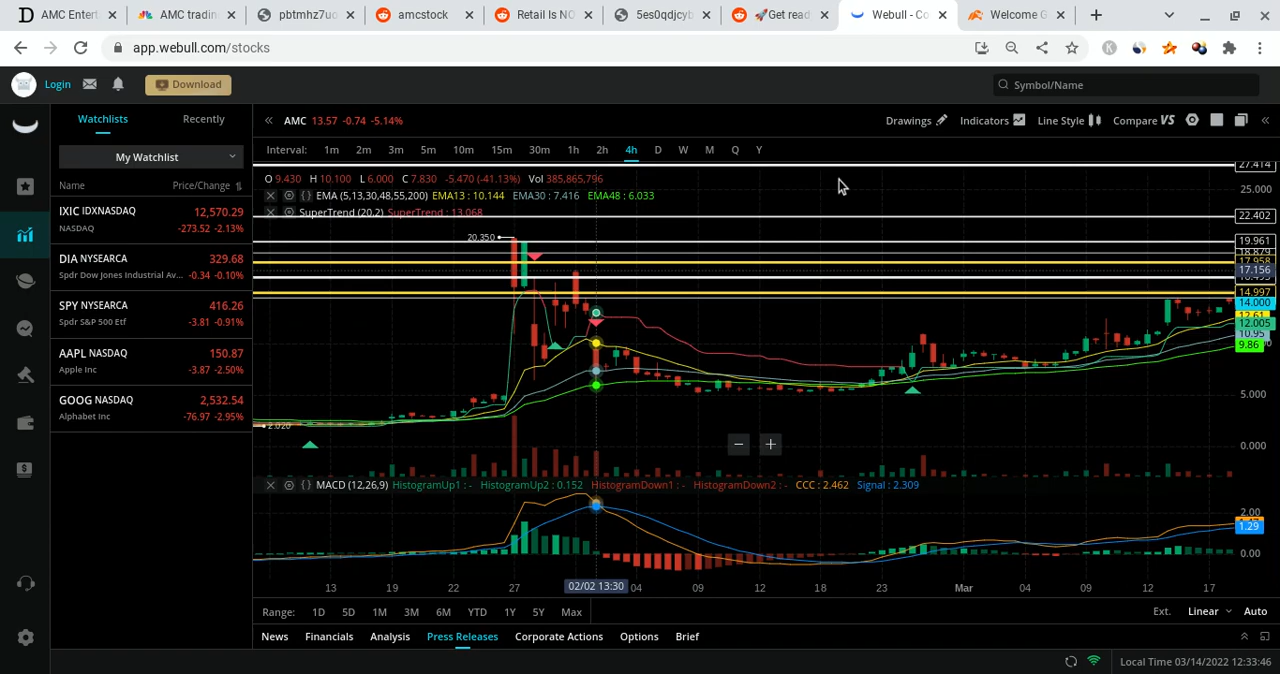 AMC Entert
AMC tradin
pbtmhz7uo
amcstock
Retail Is NO
5es0qdjcyb
🚀Get read
Webull - Co
Welcome G
app.webull.com/stocks
Login
Download
Symbol/Name
Watchlists
Recently
My Watchlist
Name Price/Change
IXIC IDXNASDAQ 12,570.29
NASDAQ -273.52 -2.13%
DIA NYSEARCA 329.68
Spdr Dow Jones Industrial Av... -0.34 -0.10%
SPY NYSEARCA 416.26
Spdr S&P 500 Etf -3.81 -0.91%
AAPL NASDAQ 150.87
Apple Inc -3.87 -2.50%
GOOG NASDAQ 2,532.54
Alphabet Inc -76.97 -2.95%
AMC 13.57 -0.74 -5.14%
Drawings Indicators Line Style Compare VS
Interval: 1m 2m 3m 5m 10m 15m 30m 1h 2h 4h D W M Q Y
O 9.430 H 10.100 L 6.000 C 7.830 -5.470 (-41.13%) Vol 385,865,796
EMA (5,13,30,48,55,200) EMA13 : 10.144 EMA30 : 7.416 EMA48 : 6.033
SuperTrend (20,2) SuperTrend : 13.068
20.350
2.020
27.414
25.000
22.402
19.961
17.958
17.156
14.997
14.000
12.005
10.95
9.86
5.000
0.000
MACD (12,26,9) HistogramUp1 : - HistogramUp2 : 0.152 HistogramDown1 : - HistogramDown2 : - CCC : 2.462 Signal : 2.309
2.00
1.29
0.00
13 19 22 27 02/02 13:30 04 09 12 18 23 Mar 04 09 12 17
Range: 1D 5D 1M 3M 6M YTD 1Y 5Y Max
Ext. Linear Auto
News Financials Analysis Press Releases Corporate Actions Options Brief
Local Time 03/14/2022 12:33:46